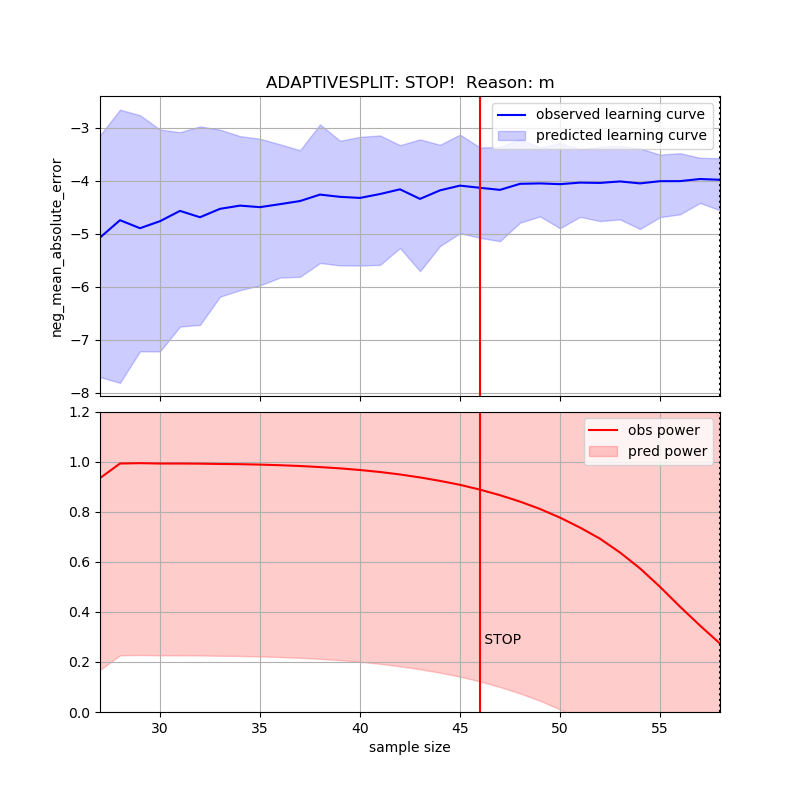 ADAPTIVESPLIT: STOP!  Reason: m
observed learning curve
predicted learning curve
−3
−4
−5
−6
−7
−8
neg_mean_absolute_error
obs power
pred power
1.2
1.0
0.8
0.6
0.4
0.2
0.0
STOP
30 35 40 45 50 55
sample size